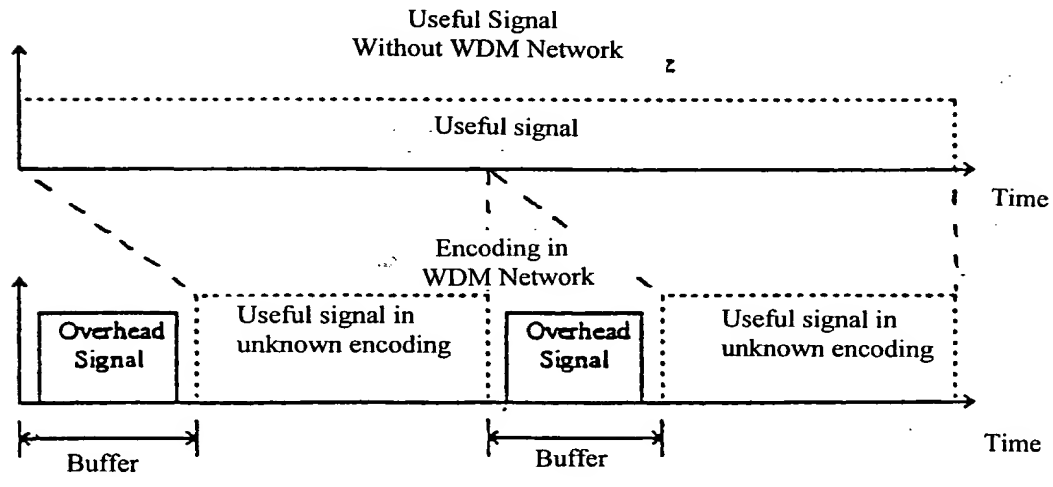 Useful Signal
Without WDM Network
Useful signal
Time
Encoding in
WDM Network
Overhead
Signal
Useful signal in
unknown encoding
Overhead
Signal
Useful signal in
unknown encoding
Time
Buffer
Buffer